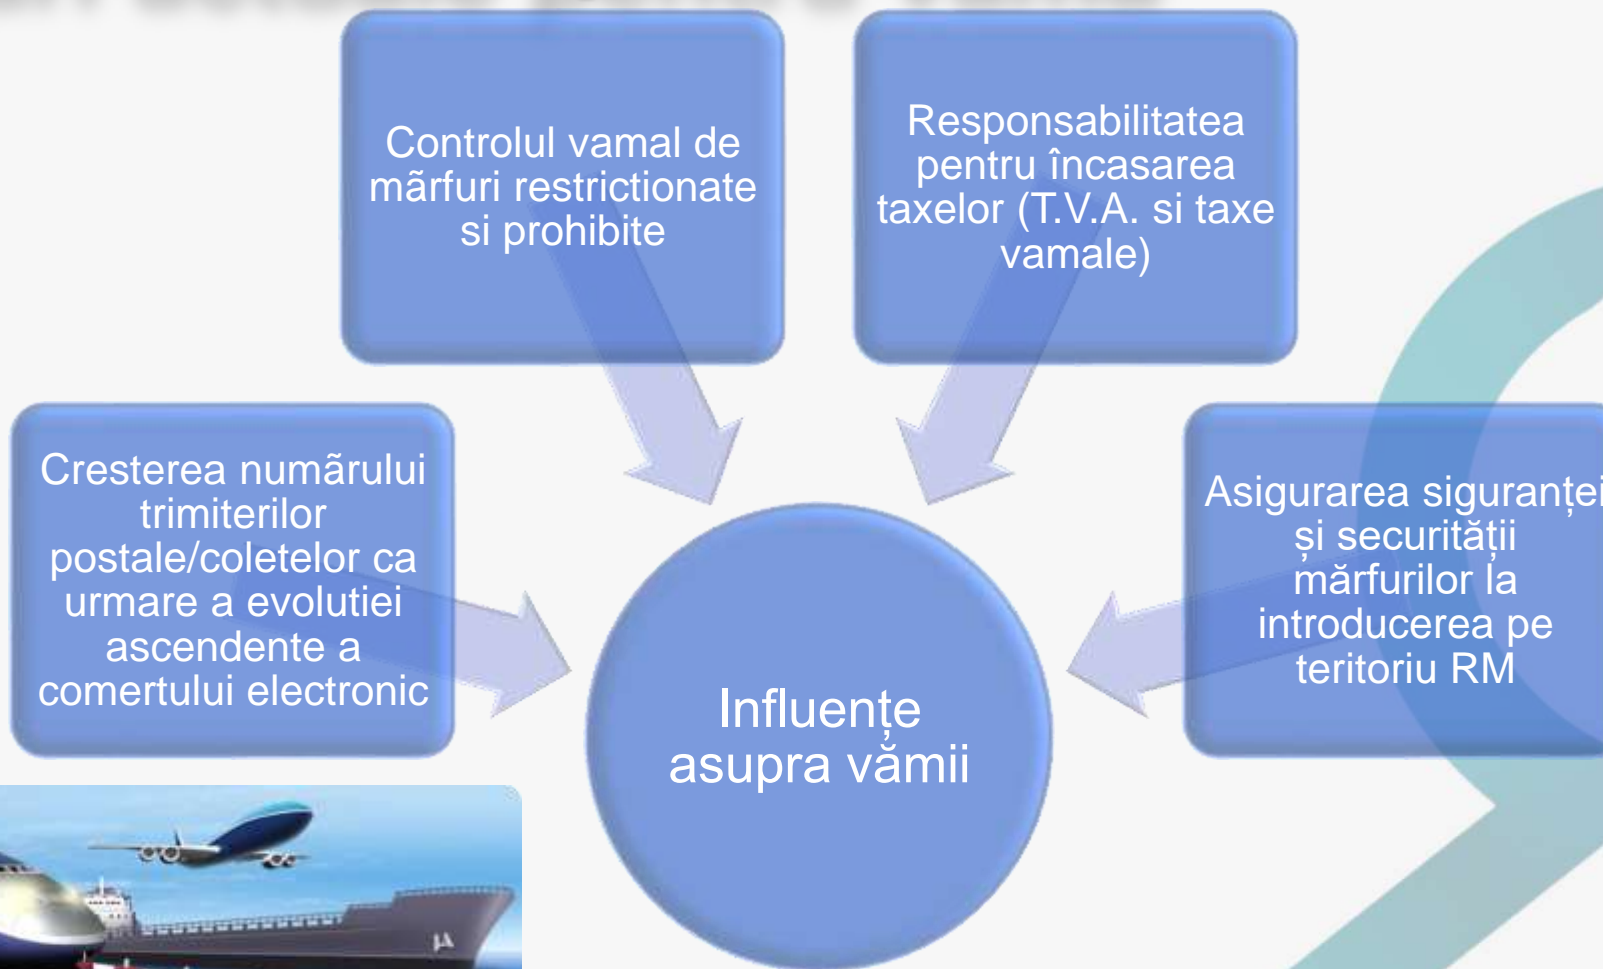 Controlul vamal de
mãrfuri restrictionate
si prohibite
Responsabilitatea
pentru încasarea
taxelor (T.V.A. si taxe
vamale)
Cresterea numãrului
trimiterilor
postale/coletelor ca
urmare a evolutiei
ascendente a
comertului electronic
Asigurarea siguranței
și securității
mărfurilor la
introducerea pe
teritoriu RM
Influențe
asupra vămii